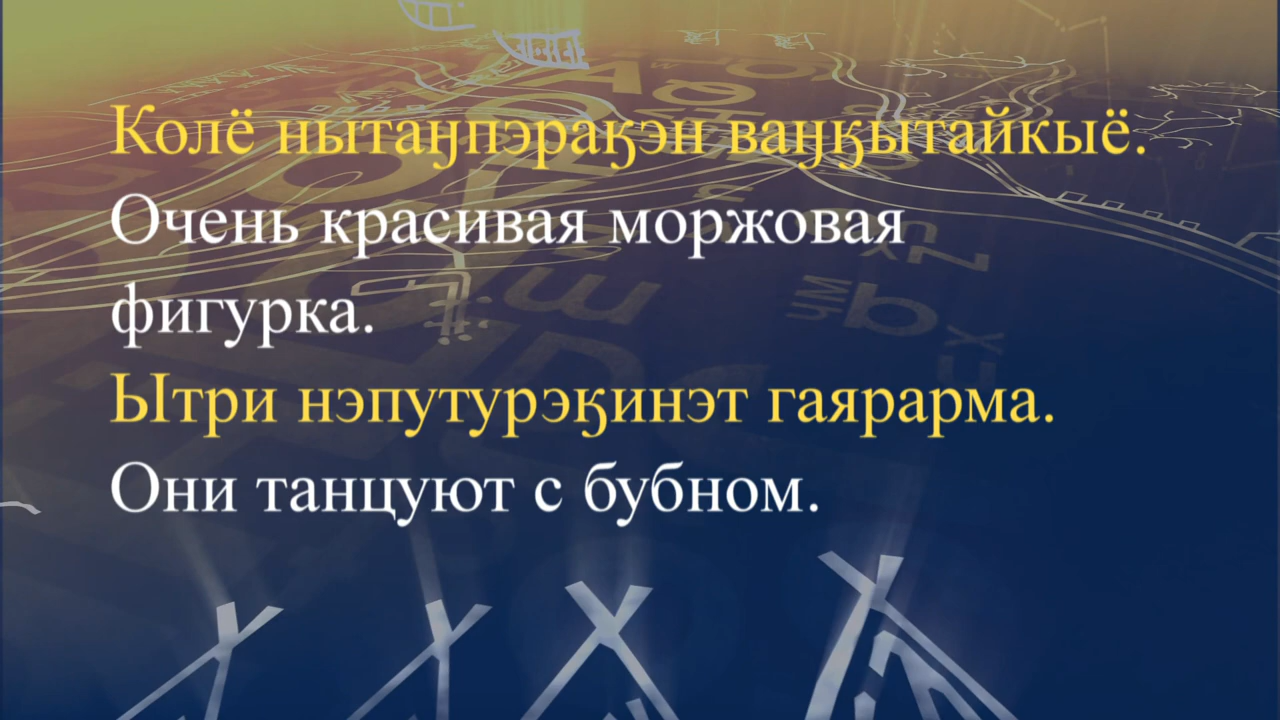 Колё нытаӈпэраӄэн ваӈӄытайкыё.
Очень красивая моржовая
фигурка.
Ытри нэпутурэӄинэт гаярарма.
Они танцуют с бубном.